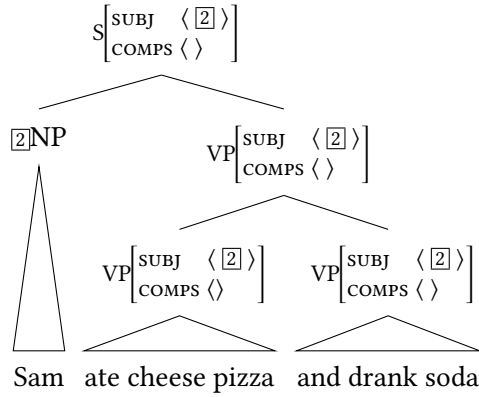 S[SUBJ ⟨ 2 ⟩
COMPS ⟨ ⟩]
2NP
VP[SUBJ ⟨ 2 ⟩
COMPS ⟨ ⟩]
VP[SUBJ ⟨ 2 ⟩
COMPS ⟨⟩]
VP[SUBJ ⟨ 2 ⟩
COMPS ⟨ ⟩]
Sam ate cheese pizza and drank soda